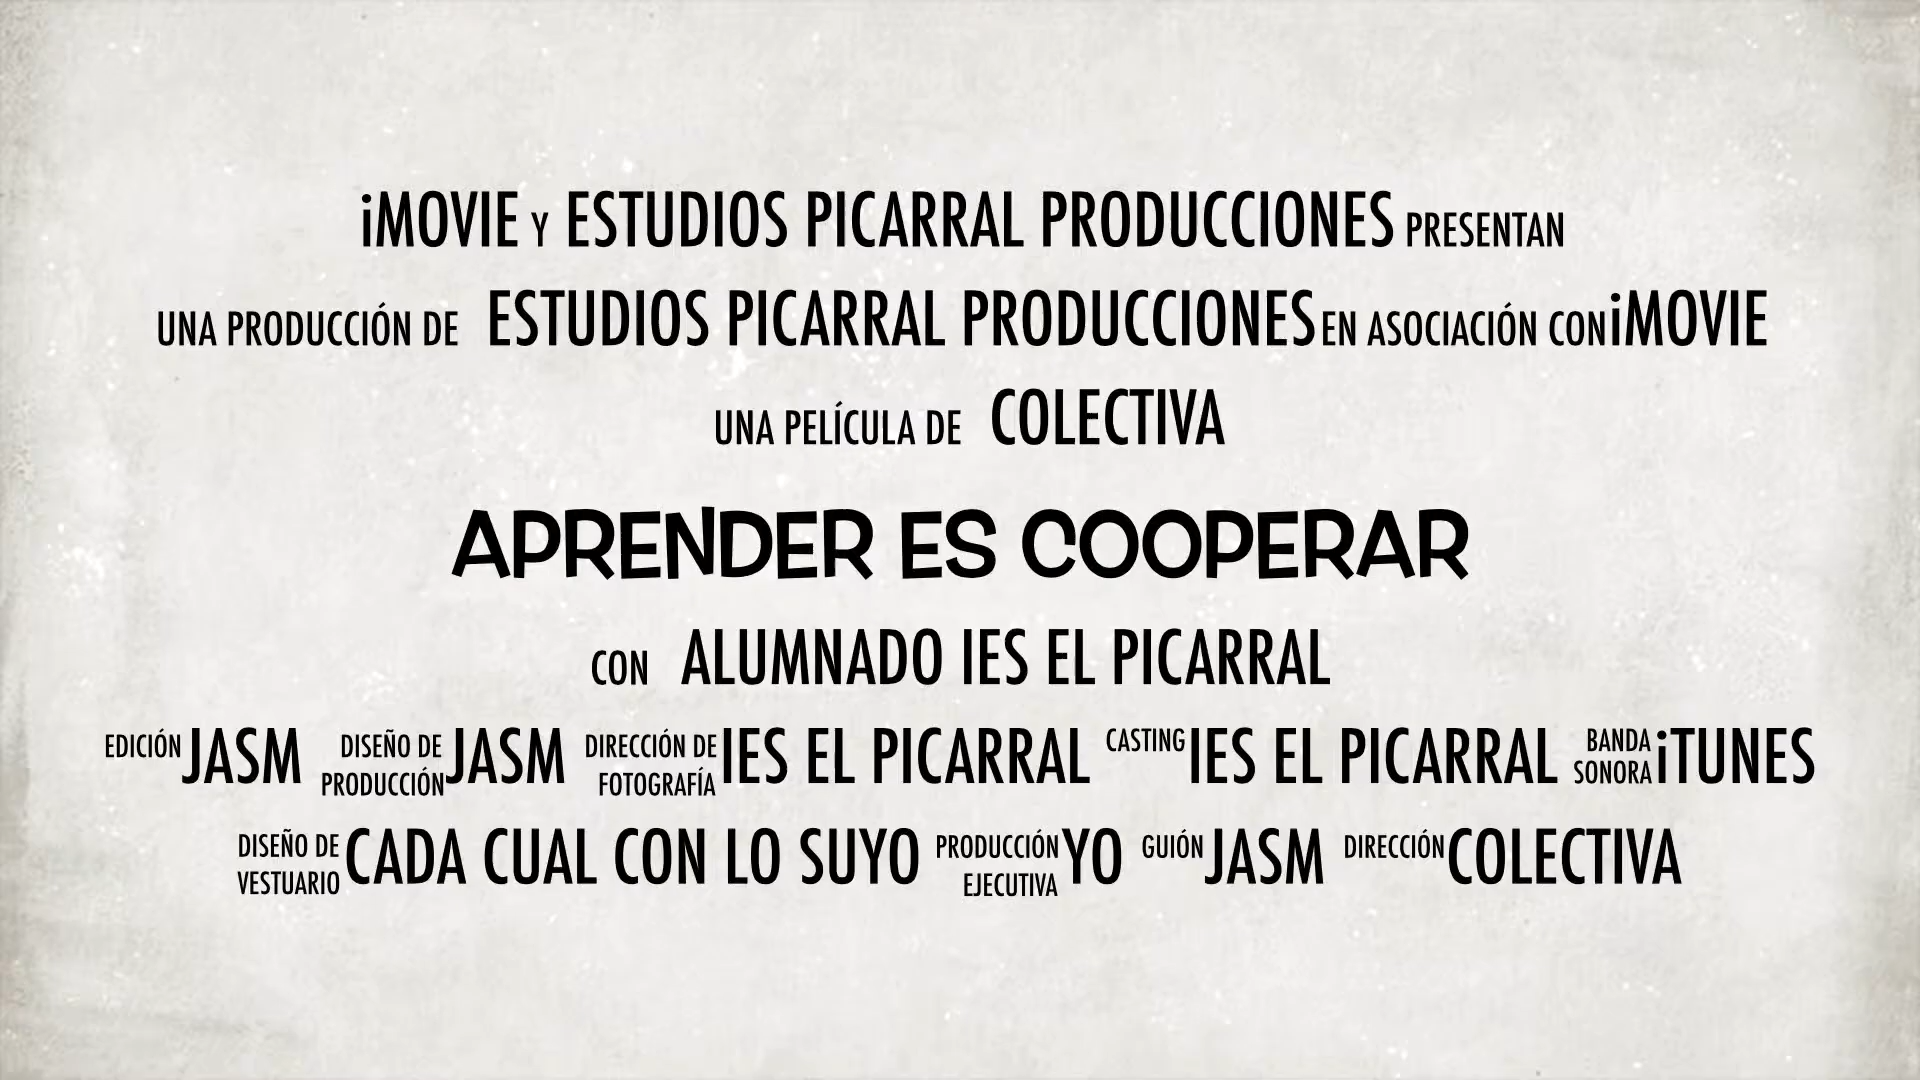 iMOVIE Y ESTUDIOS PICARRAL PRODUCCIONES PRESENTAN
UNA PRODUCCIÓN DE ESTUDIOS PICARRAL PRODUCCIONES EN ASOCIACIÓN CON iMOVIE
UNA PELÍCULA DE COLECTIVA
APRENDER ES COOPERAR
CON ALUMNADO IES EL PICARRAL
EDICIÓN JASM DISEÑO DE PRODUCCIÓN JASM DIRECCIÓN DE FOTOGRAFÍA IES EL PICARRAL CASTING IES EL PICARRAL BANDA SONORA iTUNES
DISEÑO DE VESTUARIO CADA CUAL CON LO SUYO PRODUCCIÓN EJECUTIVA YO GUIÓN JASM DIRECCIÓN COLECTIVA